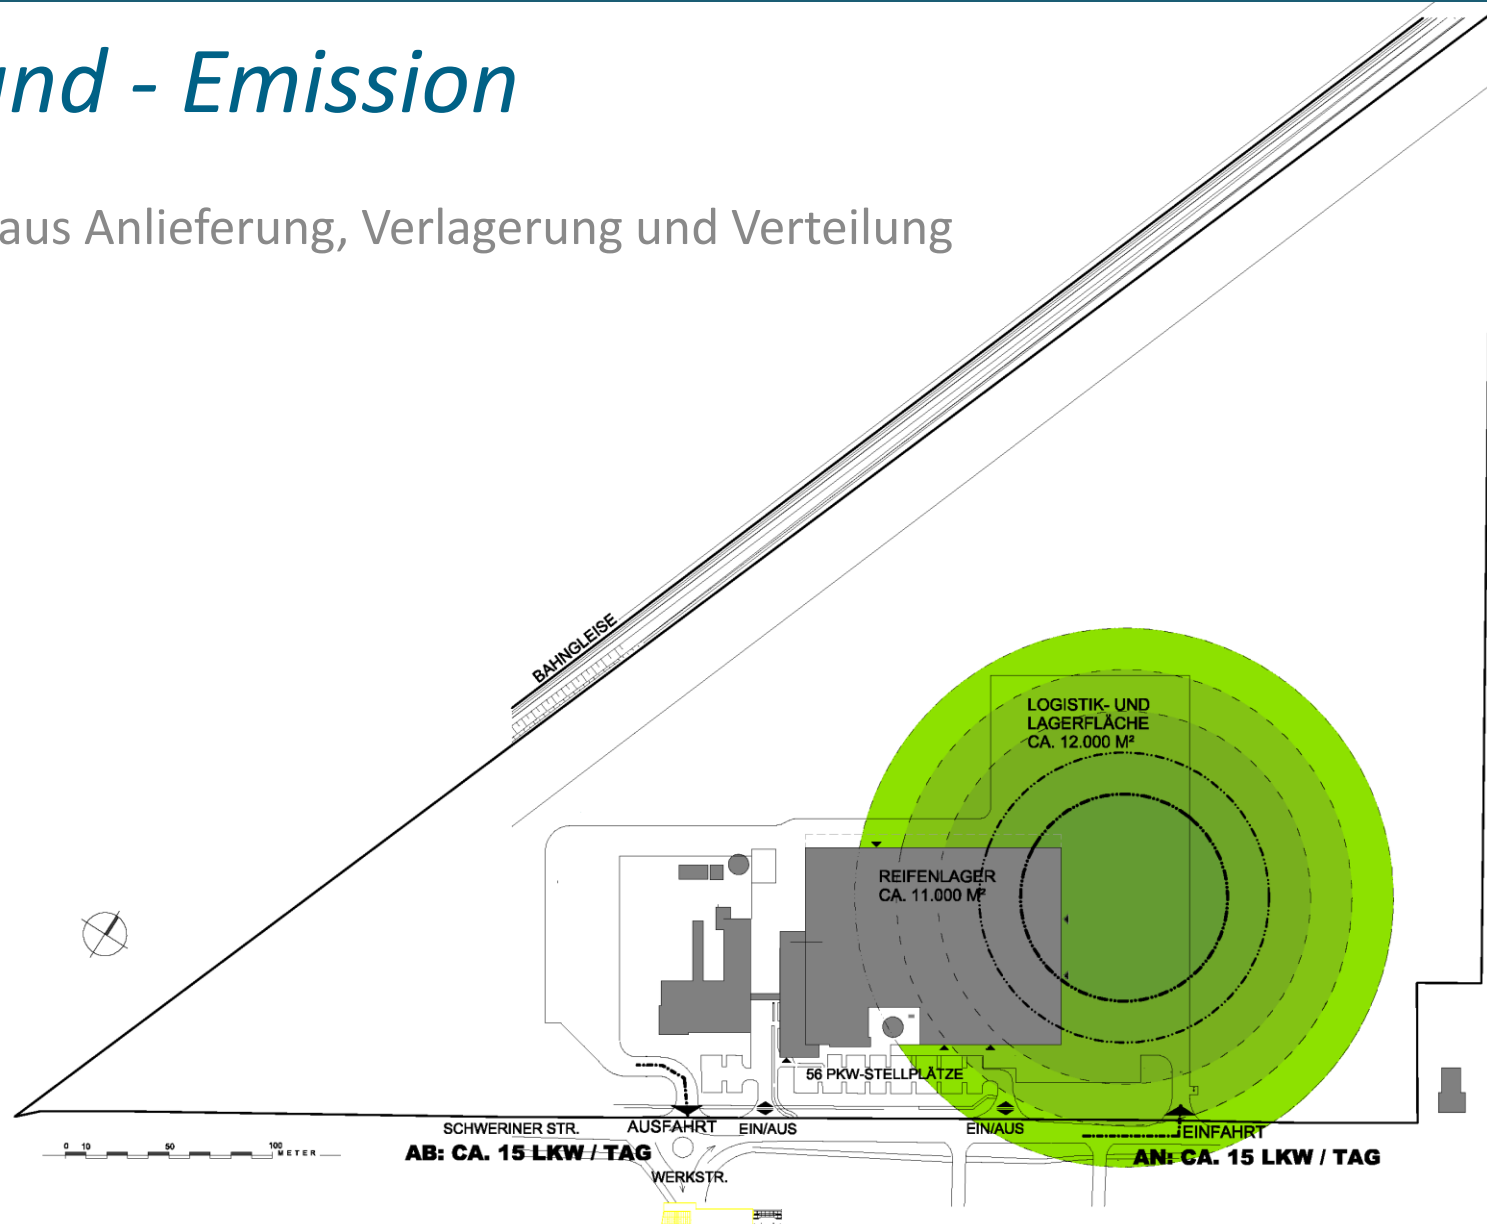 und - Emission
aus Anlieferung, Verlagerung und Verteilung
BAHNGLEISE
LOGISTIK- UND
LAGERFLÄCHE
CA. 12.000 M²
REIFENLAGER
CA. 11.000 M²
56 PKW-STELLPLÄTZE
SCHWERINER STR.
AUSFAHRT
EIN/AUS
EIN/AUS
EINFAHRT
0 10 50 100 METER
AB: CA. 15 LKW / TAG
AN: CA. 15 LKW / TAG
WERKSTR.